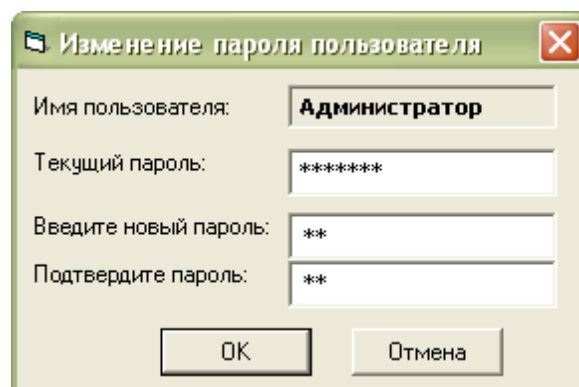 Изменение пароля пользователя
Имя пользователя: Администратор
Текущий пароль: *******
Введите новый пароль: **
Подтвердите пароль: **
OK Отмена